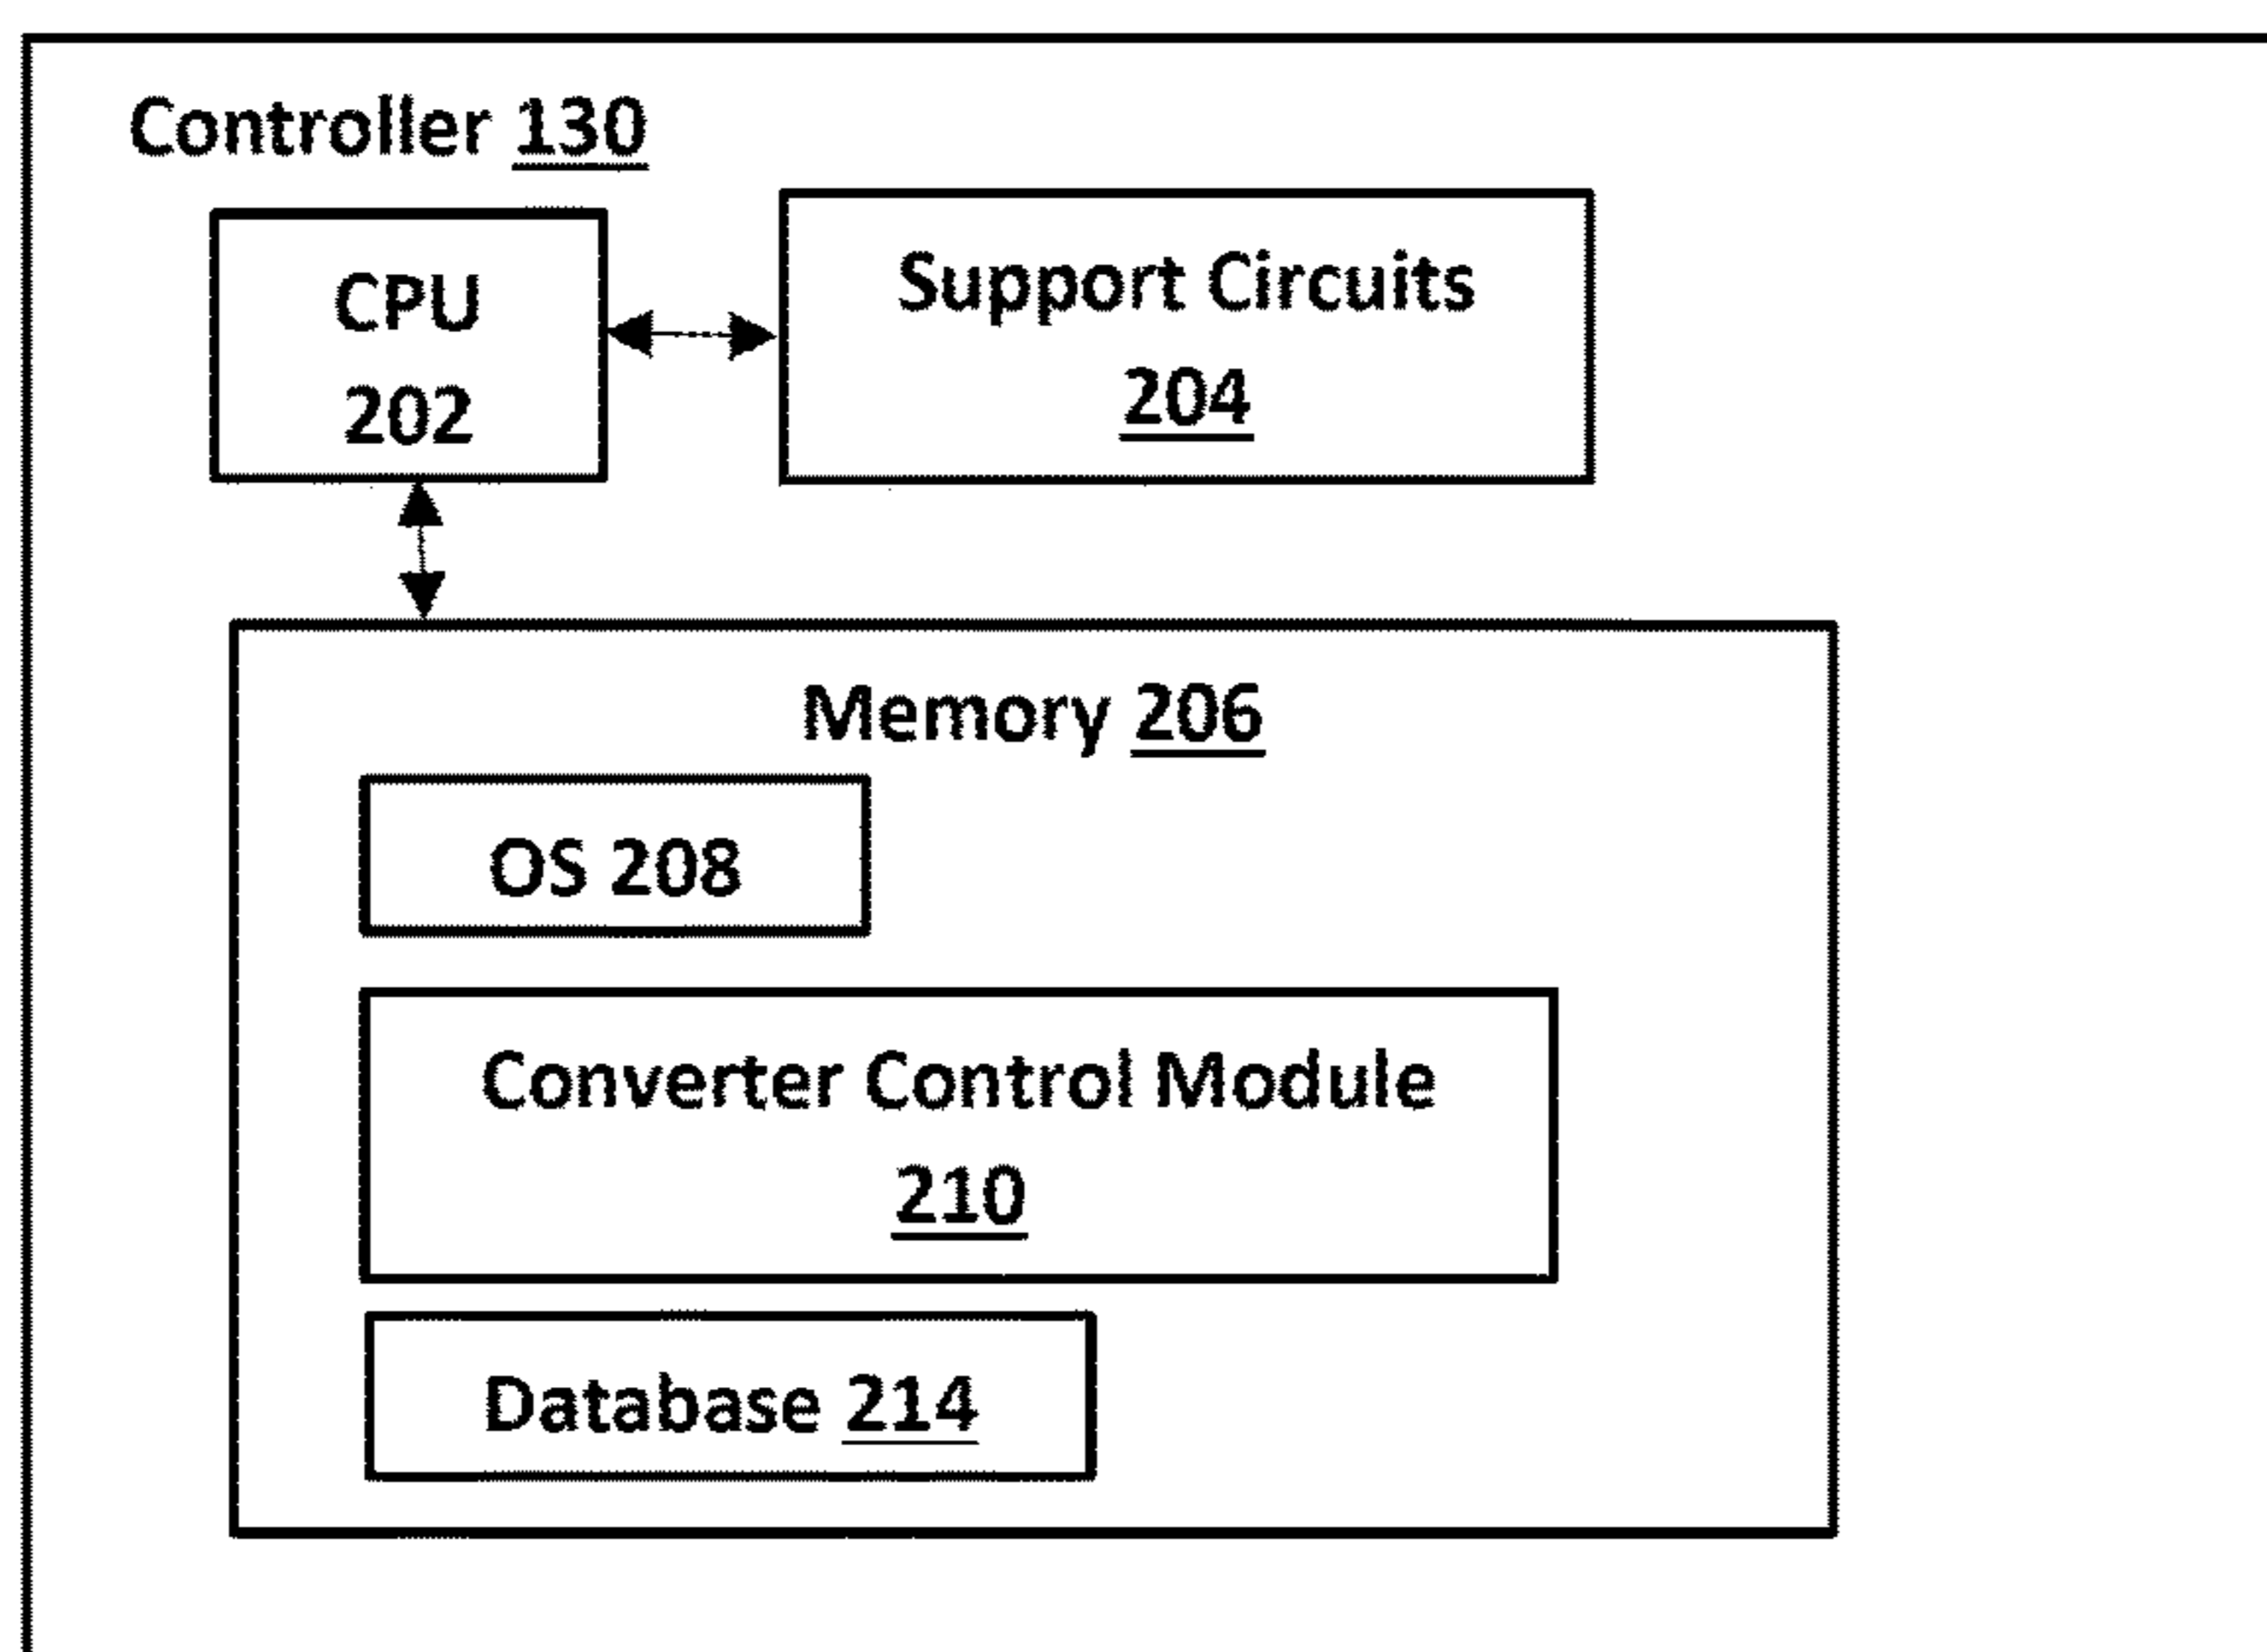 Controller 130
CPU
202
Support Circuits
204
Memory 206
OS 208
Converter Control Module
210
Database 214